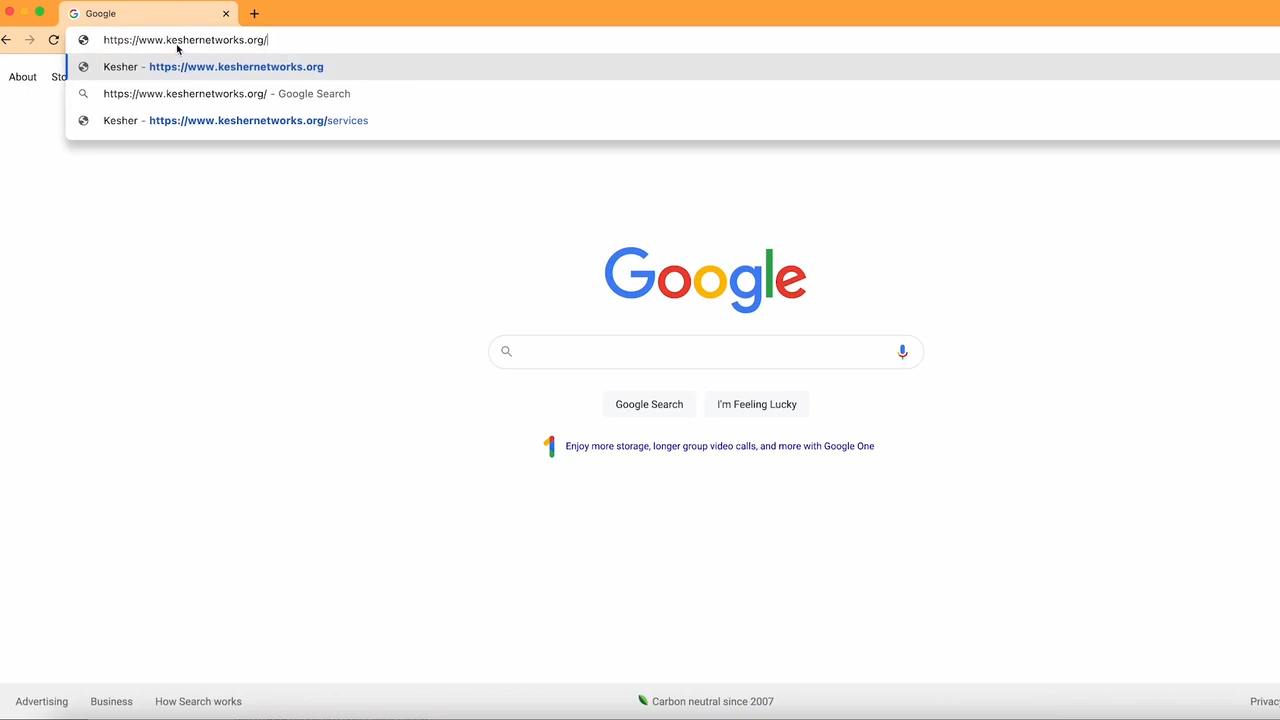 Google
https://www.keshernetworks.org/
Kesher - https://www.keshernetworks.org
About
https://www.keshernetworks.org/ - Google Search
Kesher - https://www.keshernetworks.org/services
Google
Google Search
I'm Feeling Lucky
1 Enjoy more storage, longer group video calls, and more with Google One
Advertising
Business
How Search works
Carbon neutral since 2007